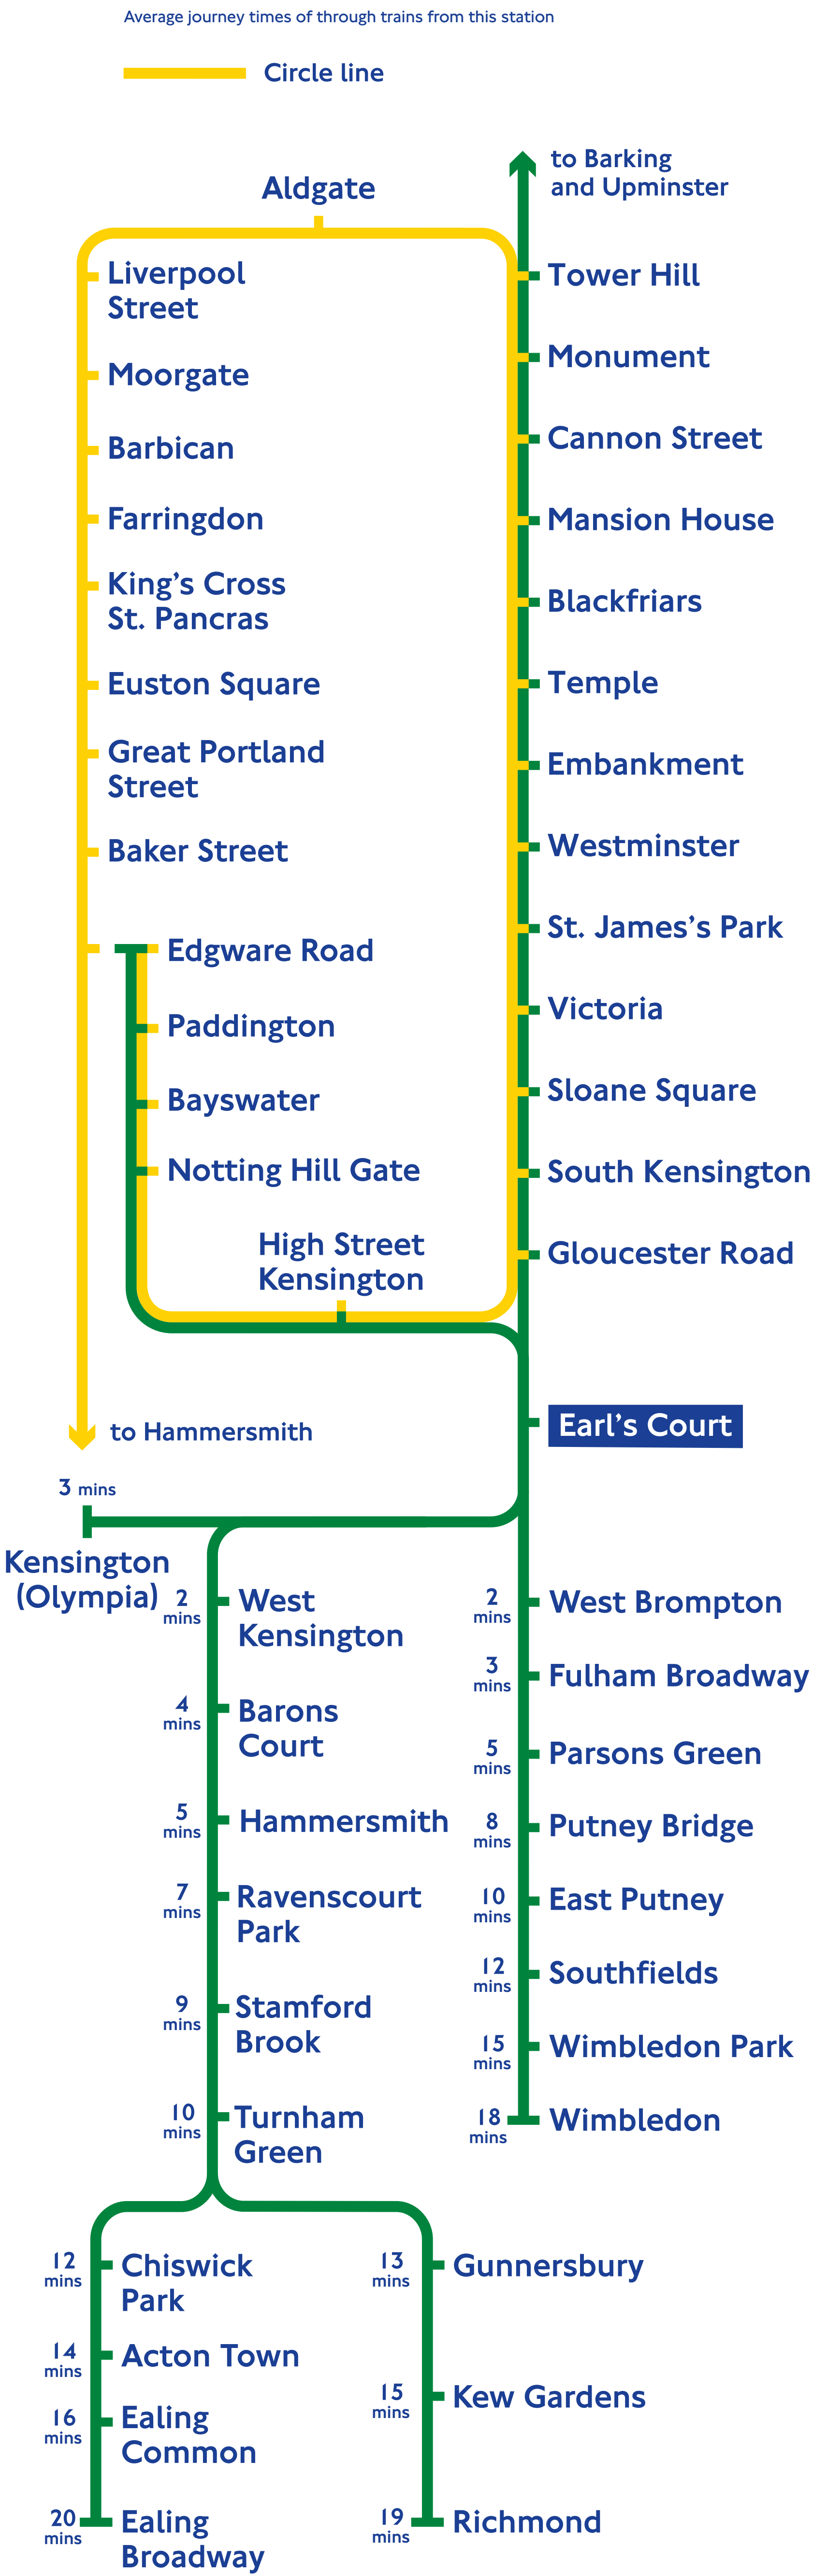 Average journey times of through trains from this station
Circle line
to Barking
and Upminster
Aldgate
Liverpool
Street
Moorgate
Barbican
Farringdon
King's Cross
St. Pancras
Euston Square
Great Portland
Street
Baker Street
Edgware Road
Paddington
Bayswater
Notting Hill Gate
High Street
Kensington
to Hammersmith
Tower Hill
Monument
Cannon Street
Mansion House
Blackfriars
Temple
Embankment
Westminster
St. James's Park
Victoria
Sloane Square
South Kensington
Gloucester Road
Earl's Court
3 mins
Kensington
(Olympia)
2
mins
West
Kensington
4
mins
Barons
Court
5
mins
Hammersmith
7
mins
Ravenscourt
Park
9
mins
Stamford
Brook
10
mins
Turnham
Green
2
mins
West Brompton
3
mins
Fulham Broadway
5
mins
Parsons Green
8
mins
Putney Bridge
10
mins
East Putney
12
mins
Southfields
15
mins
Wimbledon Park
18
mins
Wimbledon
12
mins
Chiswick
Park
14
mins
Acton Town
16
mins
Ealing
Common
20
mins
Ealing
Broadway
13
mins
Gunnersbury
15
mins
Kew Gardens
19
mins
Richmond